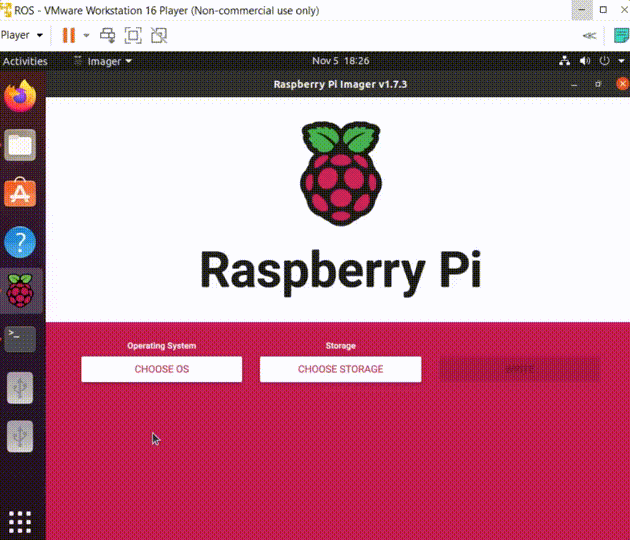 ROS - VMware Workstation 16 Player (Non-commercial use only)
Player
Activities Imager Nov 5 18:26
Raspberry Pi Imager v1.7.3
Raspberry Pi
Operating System Storage
CHOOSE OS CHOOSE STORAGE WRITE